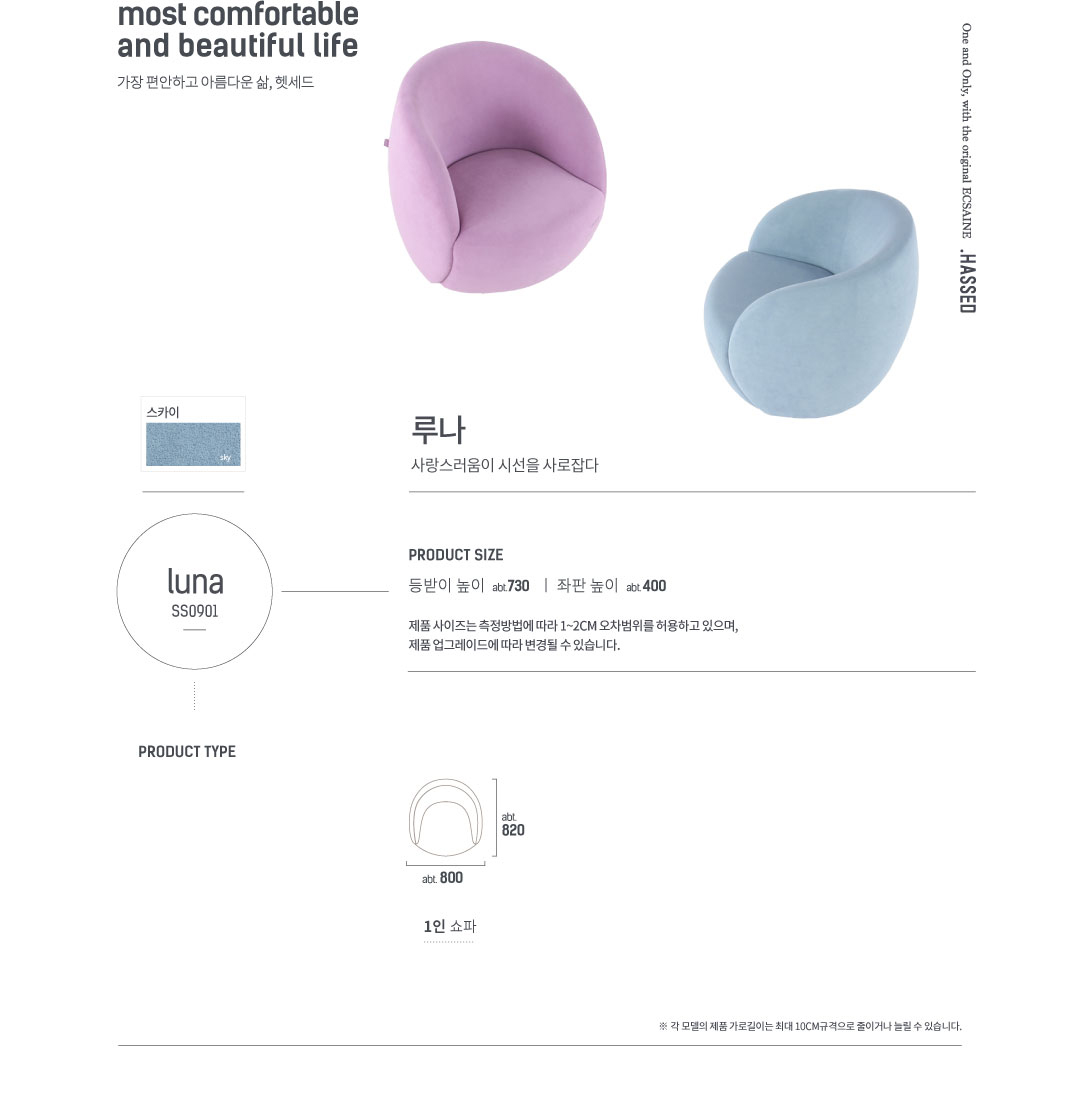 most comfortable
and beautiful life
가장 편안하고 아름다운 삶, 헷세드
One and Only, with the original ECSAINE .HASSED
스카이
sky
루나
사랑스러움이 시선을 사로잡다
luna
SS0901
PRODUCT SIZE
등받이 높이 abt.730 | 좌판 높이 abt.400
제품 사이즈는 측정방법에 따라 1~2CM 오차범위를 허용하고 있으며,
제품 업그레이드에 따라 변경될 수 있습니다.
PRODUCT TYPE
abt.
820
abt. 800
1인 쇼파
※ 각 모델의 제품 가로길이는 최대 10CM규격으로 줄이거나 늘릴 수 있습니다.